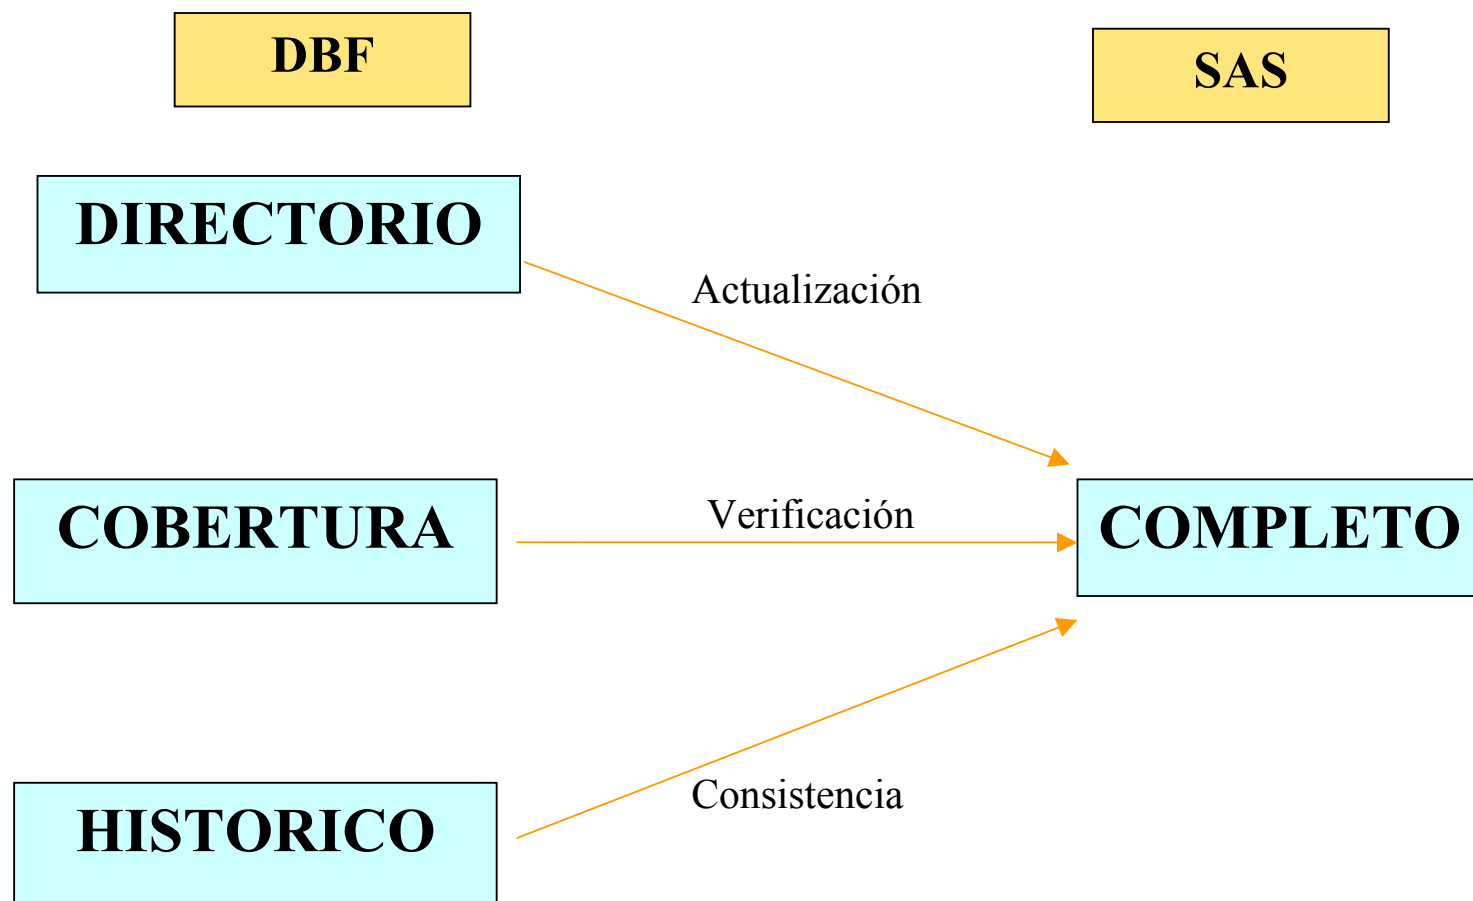 DBF
SAS
DIRECTORIO
Actualización
COBERTURA
Verificación
COMPLETO
HISTORICO
Consistencia